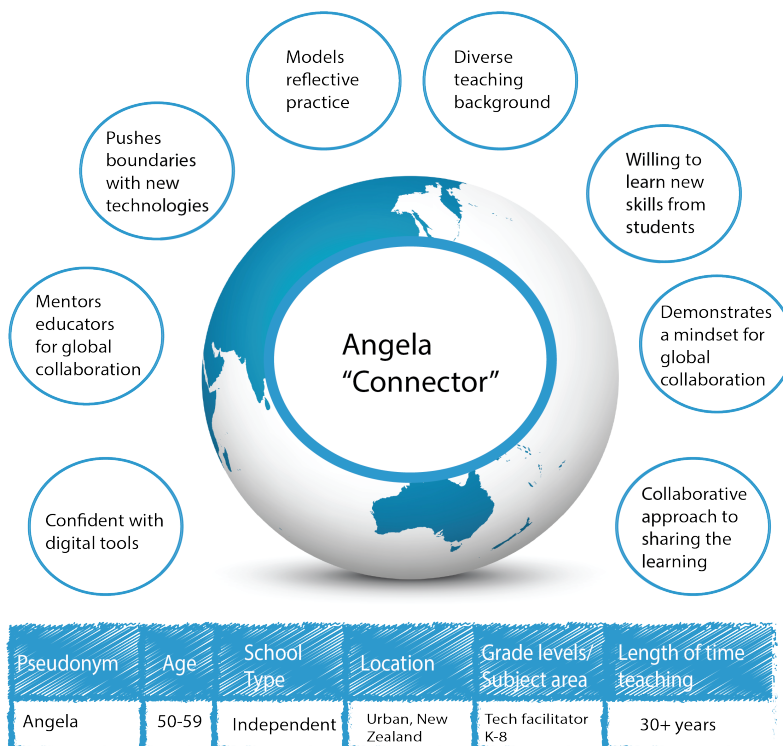 Models
reflective
practice
Diverse
teaching
background
Pushes
boundaries
with new
technologies
Willing to
learn new
skills from
students
Mentors
educators
for global
collaboration
Demonstrates
a mindset for
global
collaboration
Angela
“Connector”
Confident with
digital tools
Collaborative
approach to
sharing the
learning
Pseudonym
Age
School
Type
Location
Grade levels/
Subject area
Length of time
teaching
Angela
50-59
Independent
Urban, New
Zealand
Tech facilitator
K-8
30+ years